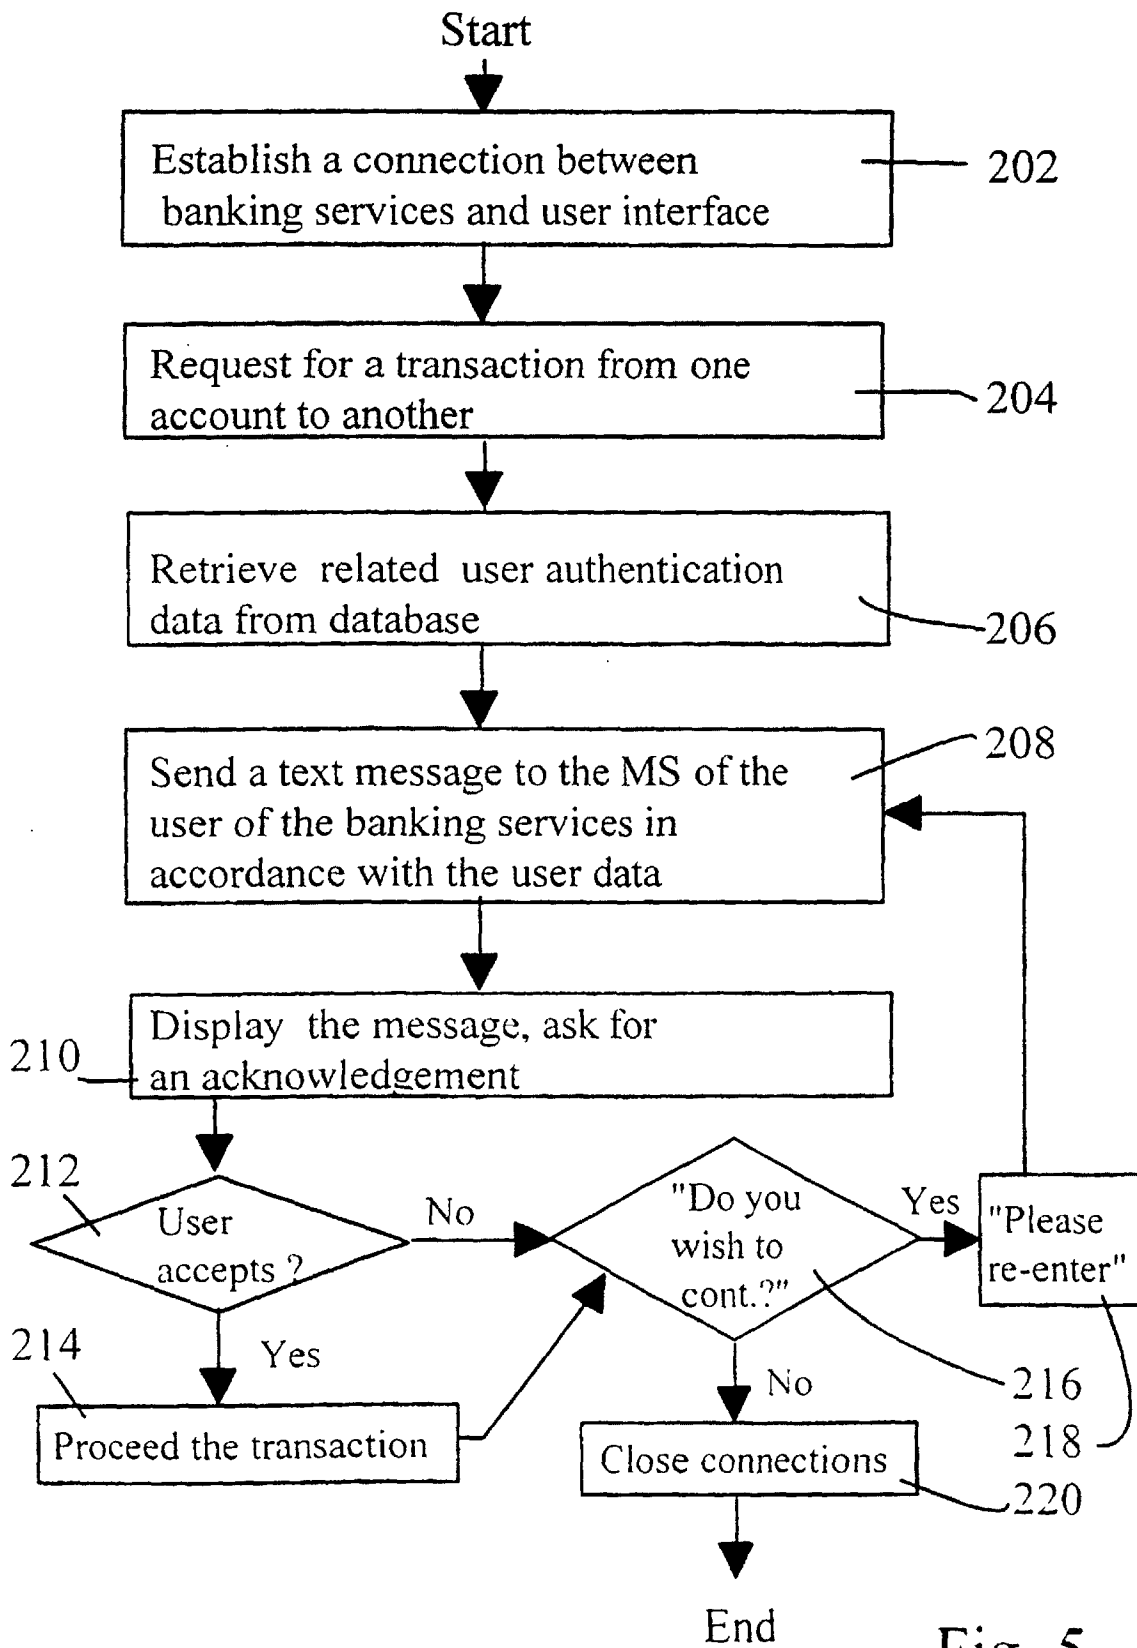 Start
Establish a connection between
banking services and user interface
202
Request for a transaction from one
account to another
204
Retrieve related user authentication
data from database
206
208
Send a text message to the MS of the
user of the banking services in
accordance with the user data
Display the message, ask for
an acknowledgement
210
212
User
accepts ?
No
"Do you
wish to
cont.?"
Yes
"Please
re-enter"
214
Yes
216
No
218
Proceed the transaction
Close connections
220
End
Fig. 5